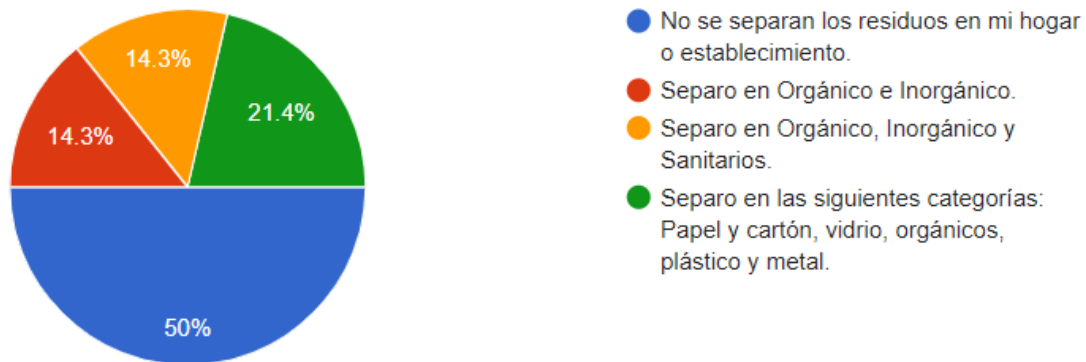 14.3%
14.3%
21.4%
50%
No se separan los residuos en mi hogar
o establecimiento.
Separo en Orgánico e Inorgánico.
Separo en Orgánico, Inorgánico y
Sanitarios.
Separo en las siguientes categorías:
Papel y cartón, vidrio, orgánicos,
plástico y metal.